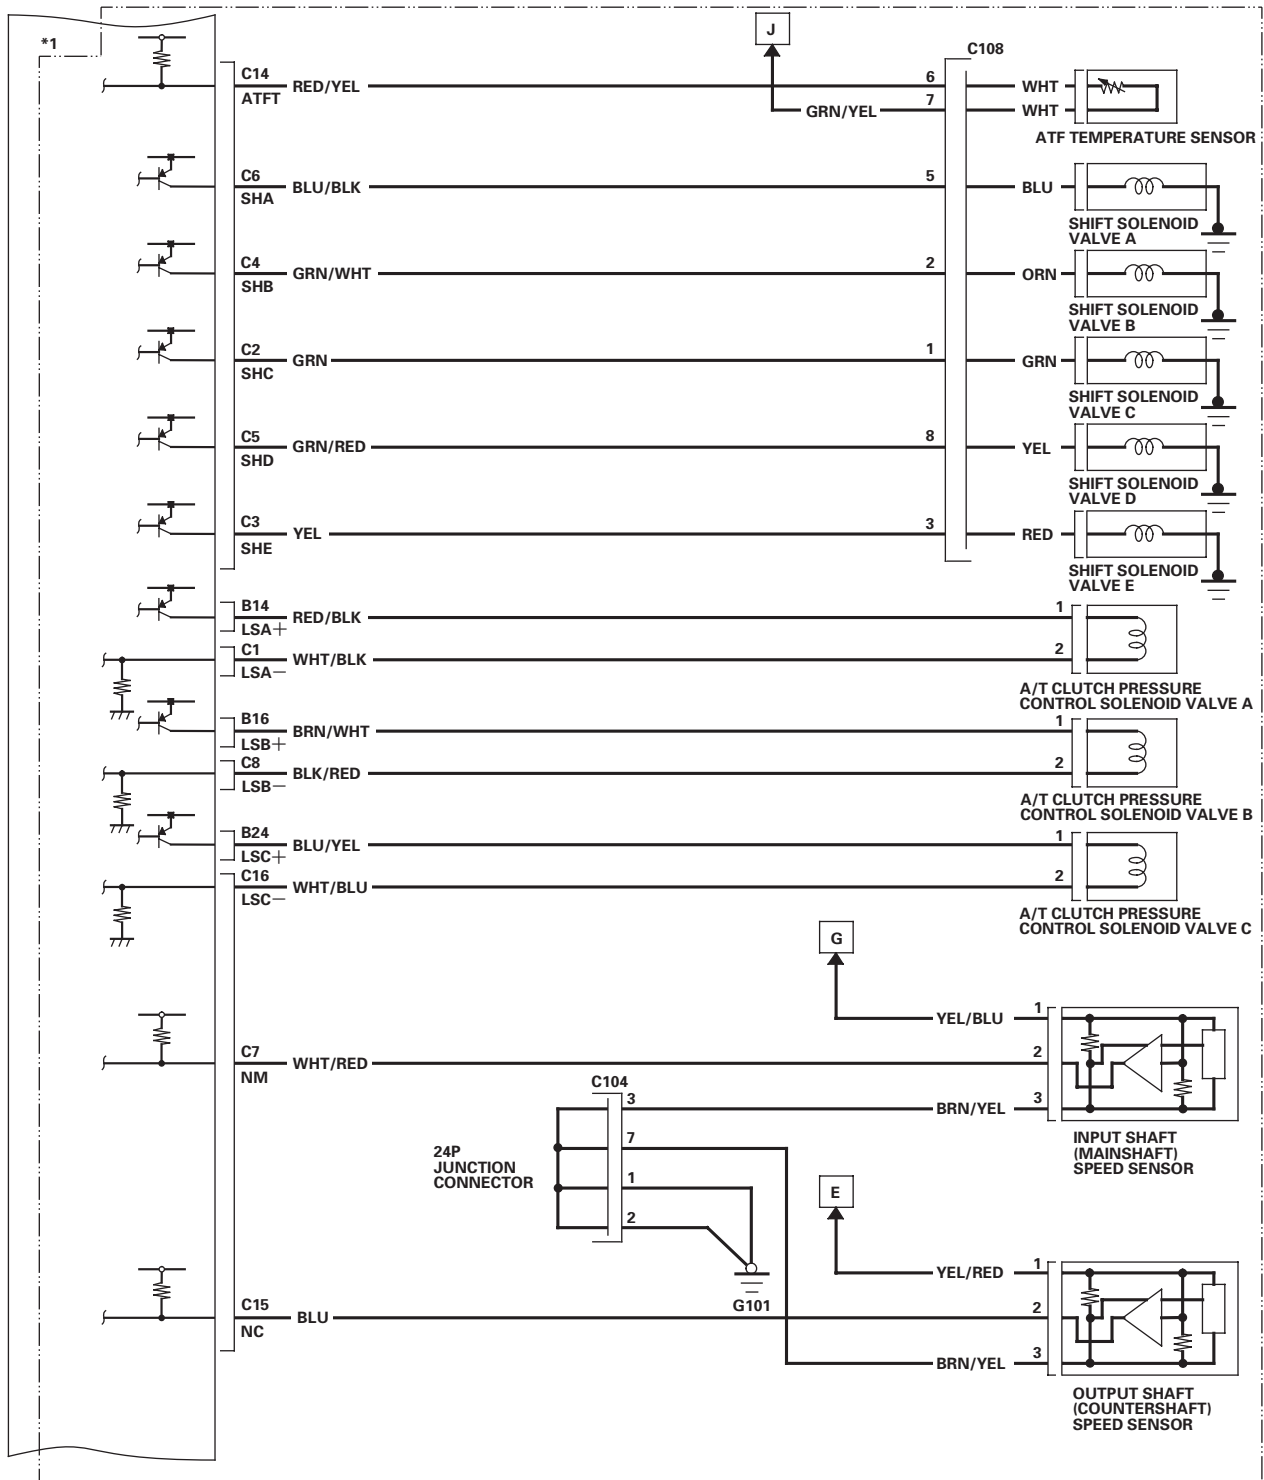 *1
J
C108
C14
RED/YEL
6
WHT
ATFT
GRN/YEL
7
WHT
ATF TEMPERATURE SENSOR
C6
BLU/BLK
5
BLU
SHA
SHIFT SOLENOID
VALVE A
C4
GRN/WHT
2
ORN
SHB
SHIFT SOLENOID
VALVE B
C2
GRN
1
GRN
SHC
SHIFT SOLENOID
VALVE C
C5
GRN/RED
8
YEL
SHD
SHIFT SOLENOID
VALVE D
C3
YEL
3
RED
SHE
SHIFT SOLENOID
VALVE E
B14
RED/BLK
1
LSA+
C1
WHT/BLK
2
LSA−
A/T CLUTCH PRESSURE
CONTROL SOLENOID VALVE A
B16
BRN/WHT
1
LSB+
C8
BLK/RED
2
LSB−
A/T CLUTCH PRESSURE
CONTROL SOLENOID VALVE B
B24
BLU/YEL
1
LSC+
C16
WHT/BLU
2
LSC−
A/T CLUTCH PRESSURE
CONTROL SOLENOID VALVE C
G
YEL/BLU
1
C7
WHT/RED
2
NM
C104
3
BRN/YEL
3
INPUT SHAFT
(MAINSHAFT)
SPEED SENSOR
24P
JUNCTION
CONNECTOR
7
1
2
G101
E
YEL/RED
1
C15
BLU
2
NC
BRN/YEL
3
OUTPUT SHAFT
(COUNTERSHAFT)
SPEED SENSOR